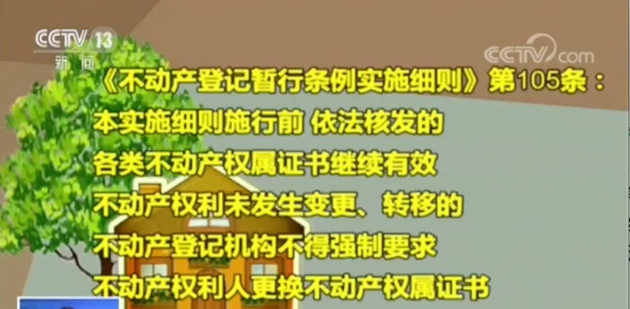 CCTV 13
新闻
CCTV.com
《不动产登记暂行条例实施细则》第105条：
本实施细则施行前 依法核发的
各类不动产权属证书继续有效
不动产权利未发生变更、转移的
不动产登记机构不得强制要求
不动产权利人更换不动产权属证书